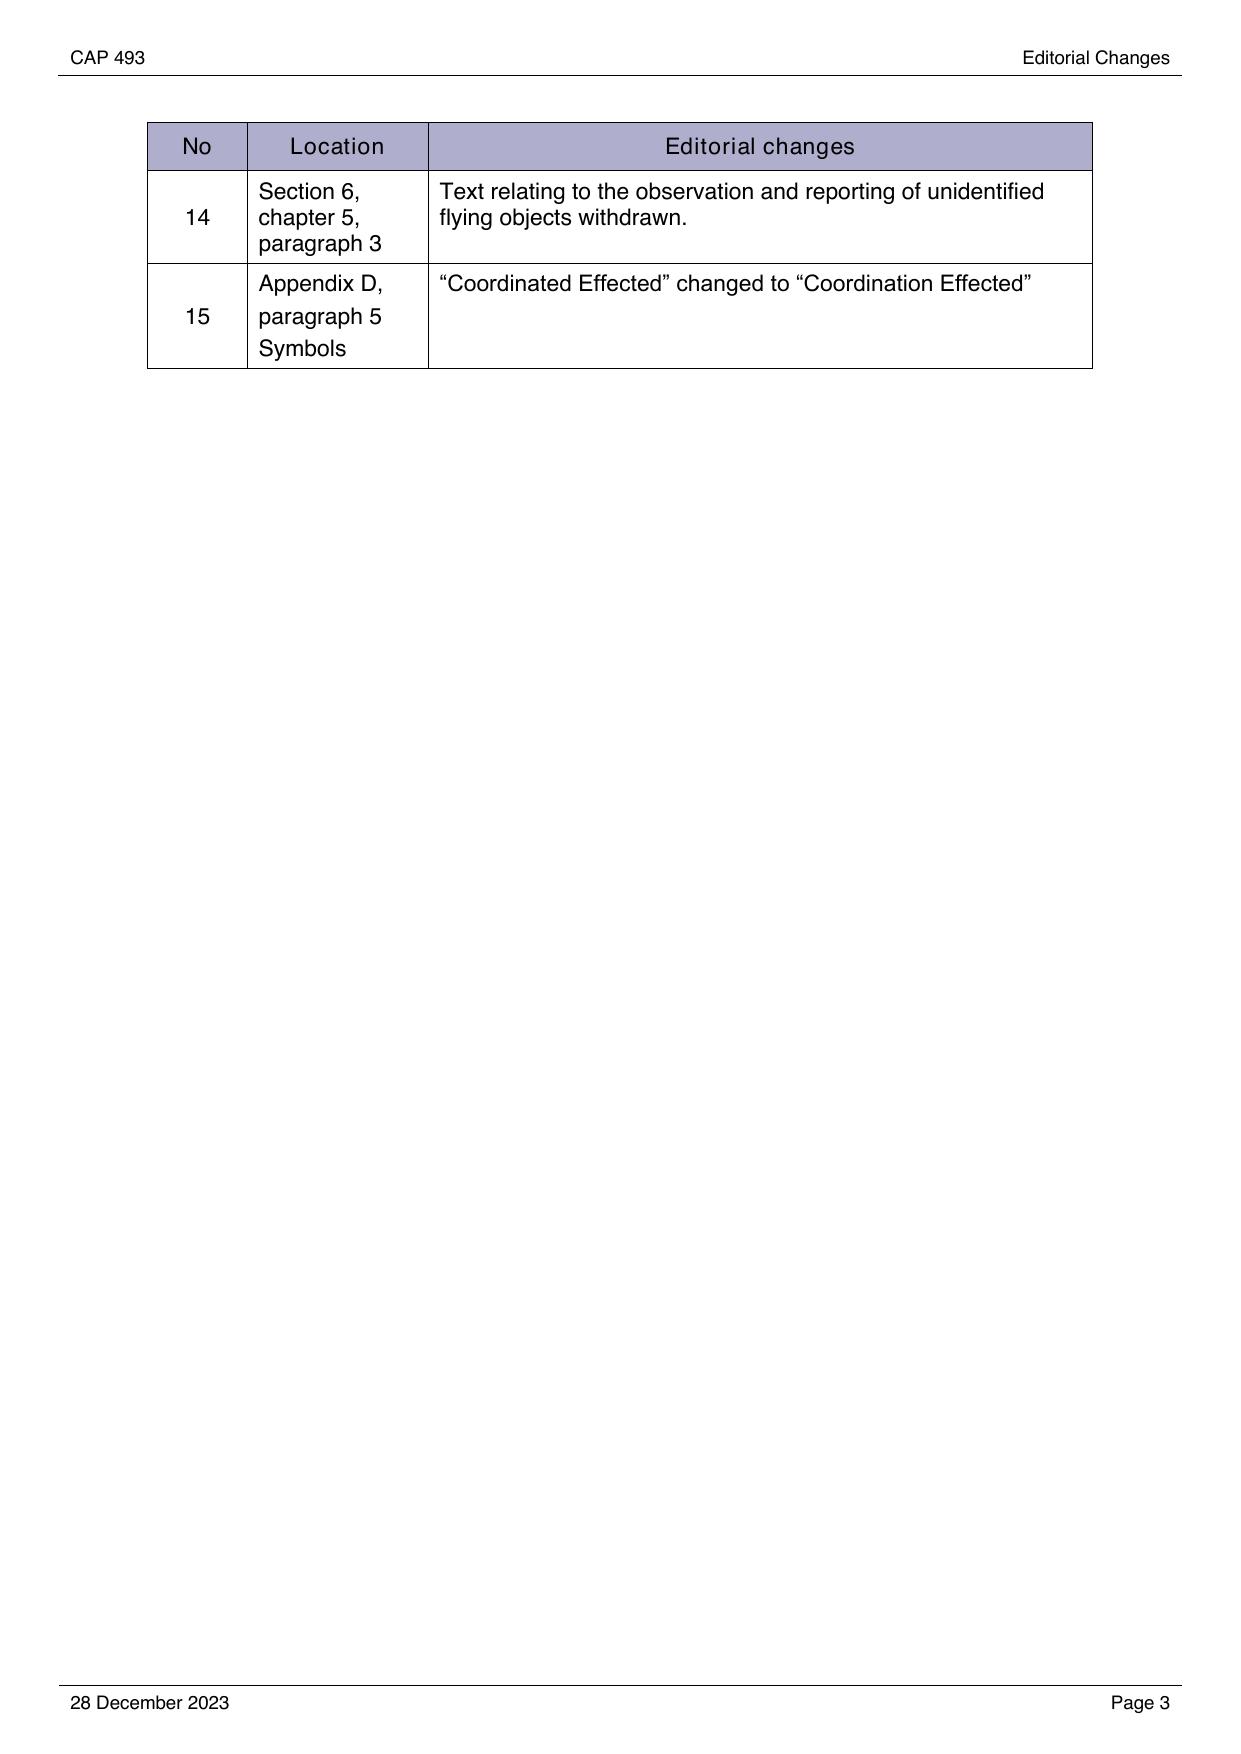 CAP 493
Editorial Changes
No
Location
Editorial changes
14
Section 6,
chapter 5,
paragraph 3
Text relating to the observation and reporting of unidentified
flying objects withdrawn.
15
Appendix D,
paragraph 5
Symbols
“Coordinated Effected” changed to “Coordination Effected”
28 December 2023
Page 3